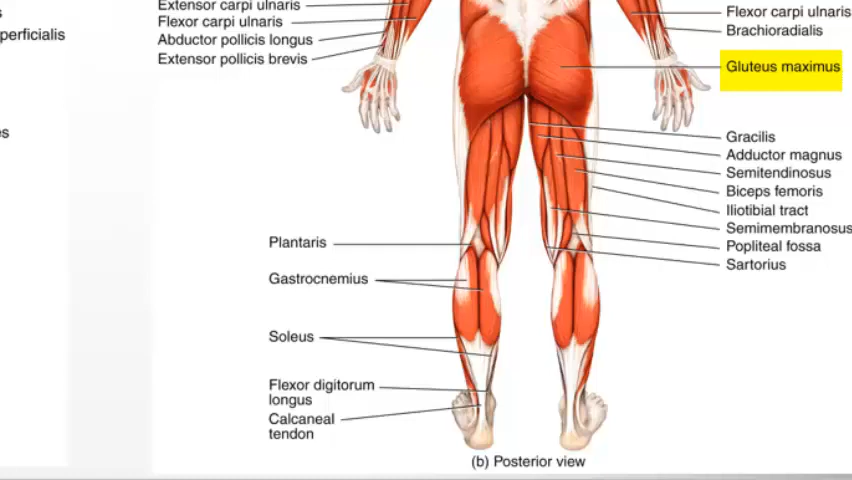 s
perficialis
es
Extensor carpi ulnaris
Flexor carpi ulnaris
Abductor pollicis longus
Extensor pollicis brevis
Plantaris
Gastrocnemius
Soleus
Flexor digitorum
longus
Calcaneal
tendon
Flexor carpi ulnaris
Brachioradialis
Gluteus maximus
Gracilis
Adductor magnus
Semitendinosus
Biceps femoris
Iliotibial tract
Semimembranosus
Popliteal fossa
Sartorius
(b) Posterior view